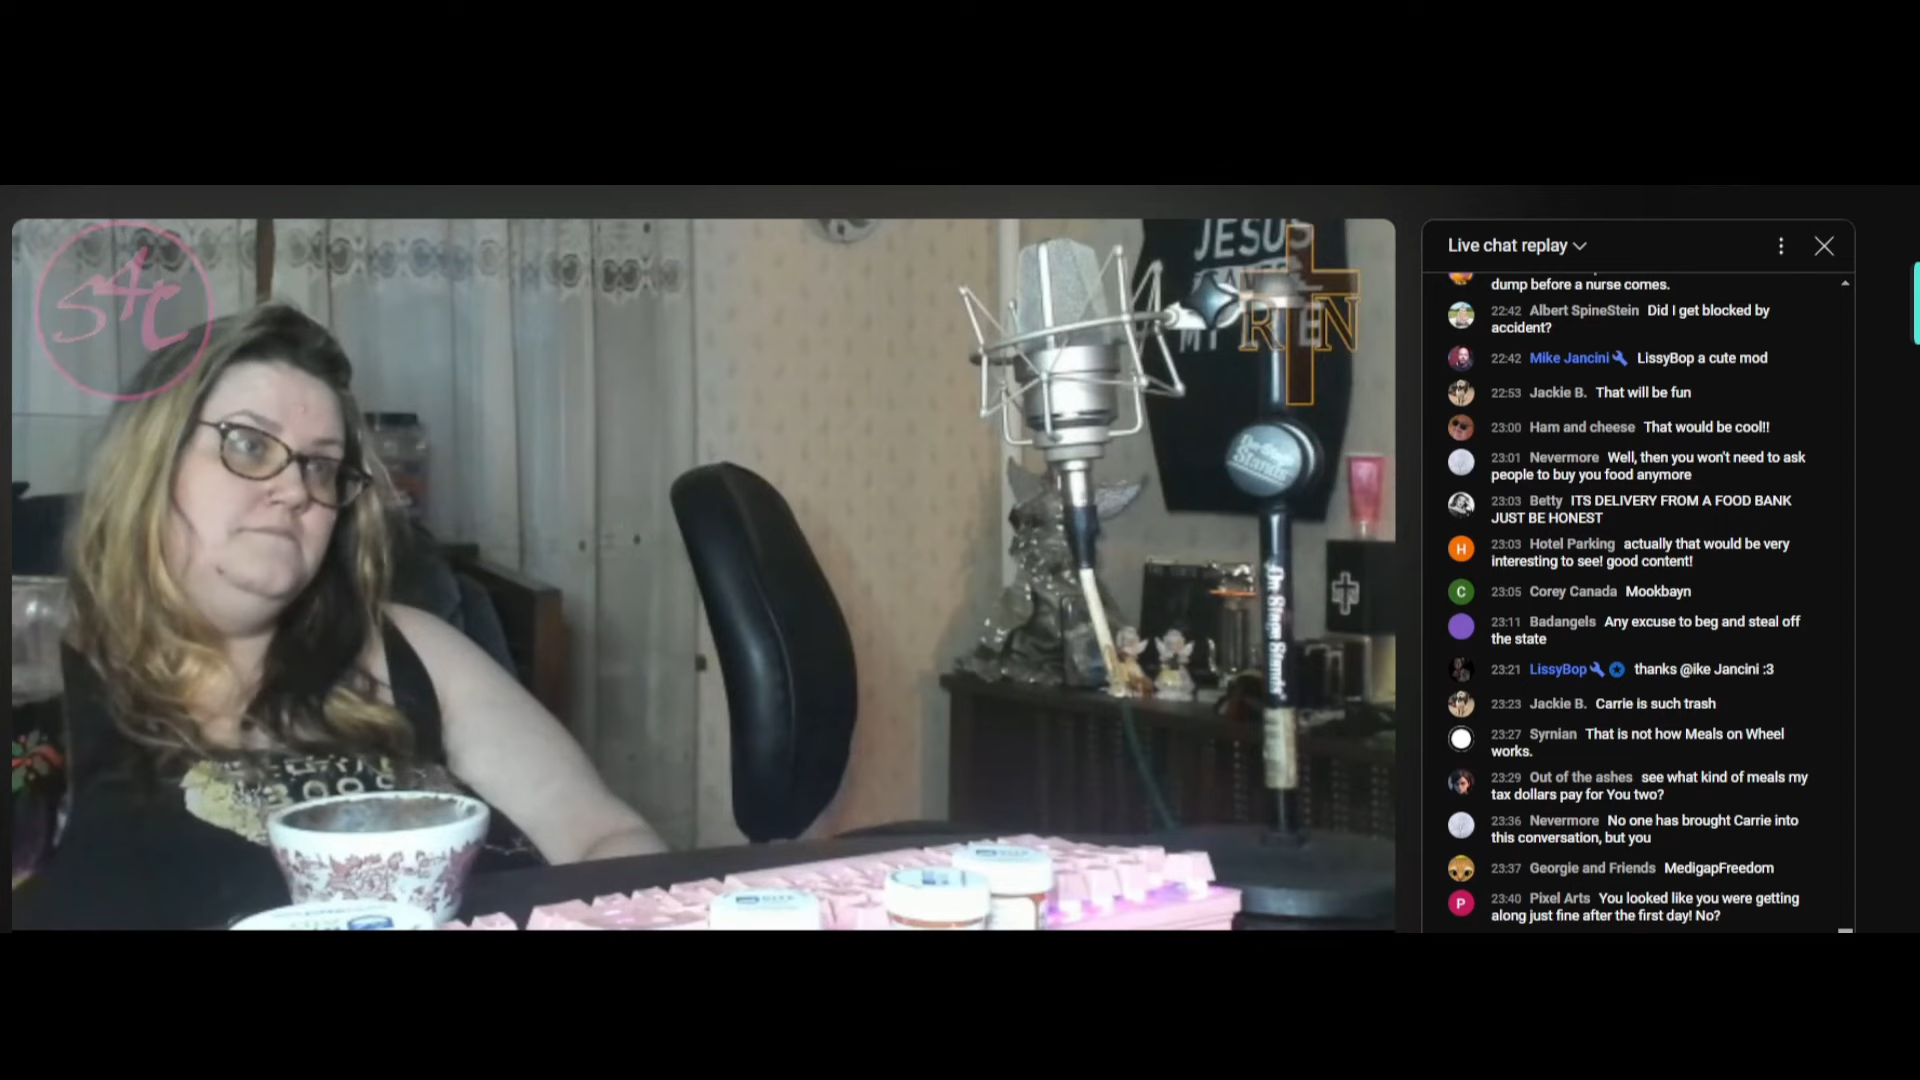 S4C
JESUS
MY
R N
On Stage
Stands
On Stage Stands
Live chat replay
dump before a nurse comes.
22:42 Albert SpineStein Did I get blocked by
accident?
22:42 Mike Jancini LissyBop a cute mod
22:53 Jackie B. That will be fun
23:00 Ham and cheese That would be cool!!
23:01 Nevermore Well, then you won't need to ask
people to buy you food anymore
23:03 Betty ITS DELIVERY FROM A FOOD BANK
JUST BE HONEST
H
23:03 Hotel Parking actually that would be very
interesting to see! good content!
C
23:05 Corey Canada Mookbayn
23:11 Badangels Any excuse to beg and steal off
the state
23:21 LissyBop thanks @ike Jancini :3
23:23 Jackie B. Carrie is such trash
23:27 Syrnian That is not how Meals on Wheel
works.
23:29 Out of the ashes see what kind of meals my
tax dollars pay for You two?
23:36 Nevermore No one has brought Carrie into
this conversation, but you
23:37 Georgie and Friends MedigapFreedom
P
23:40 Pixel Arts You looked like you were getting
along just fine after the first day! No?